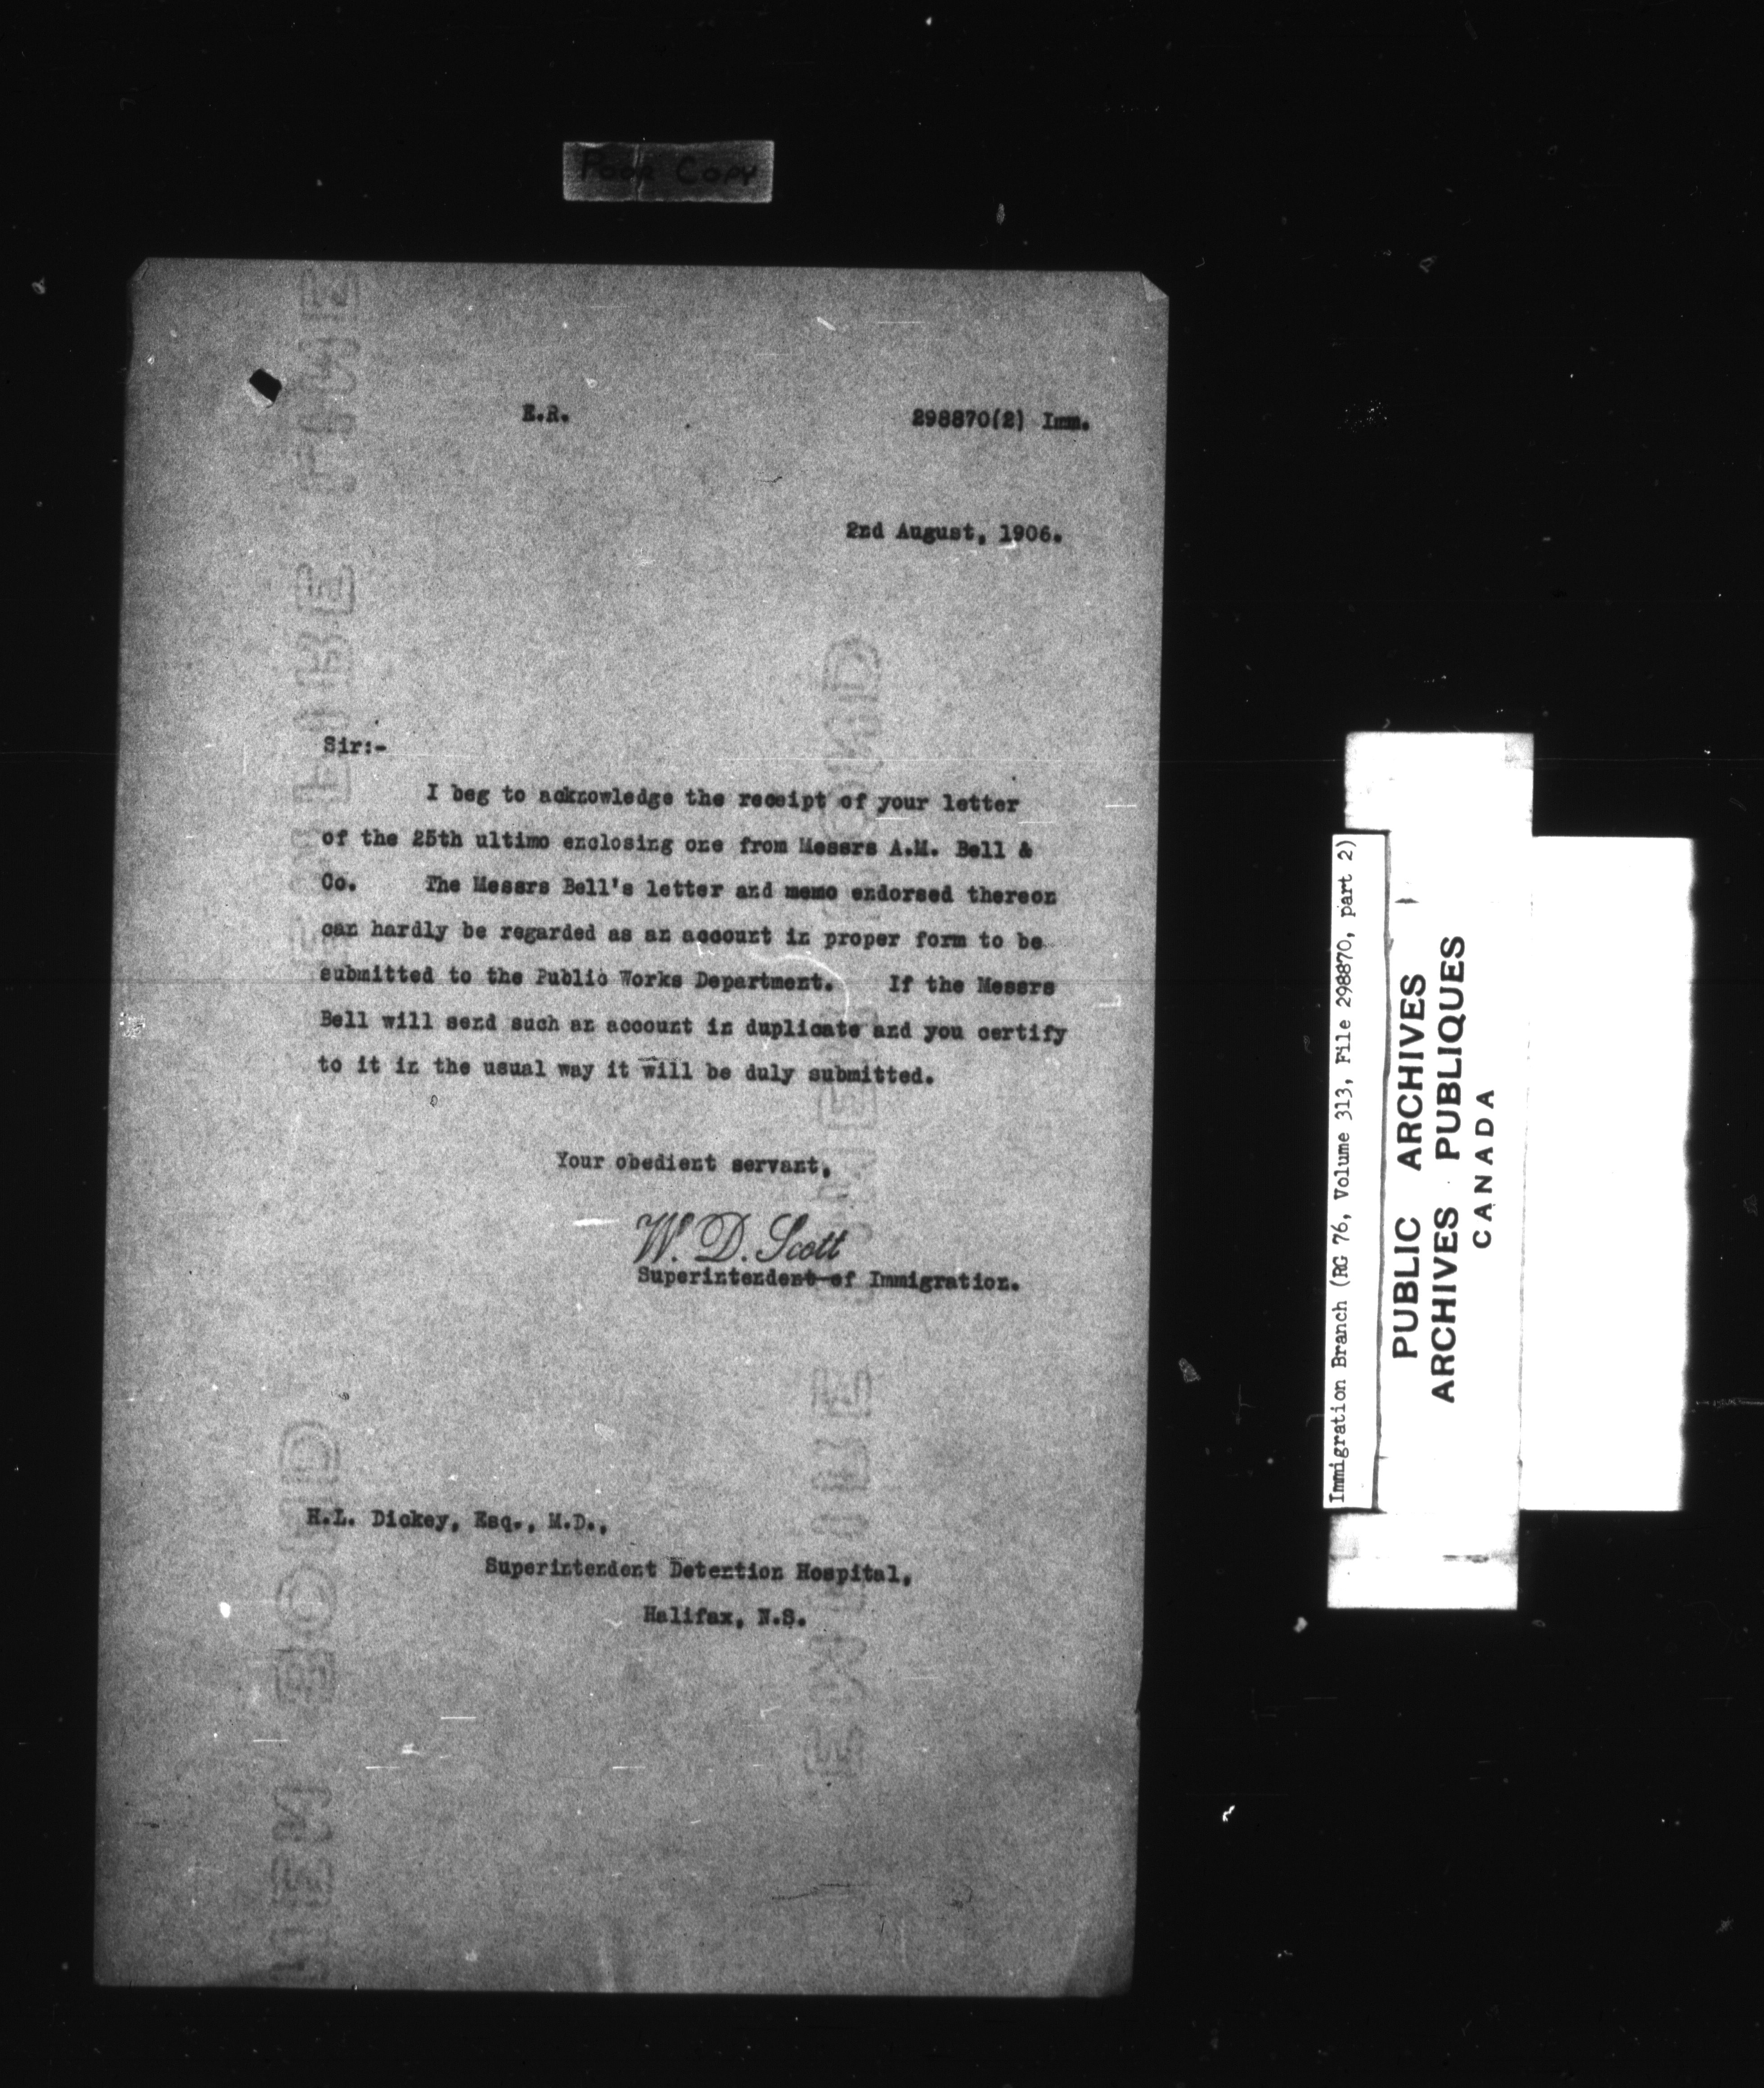 Poor Copy
E.R.
298870(2) Imm.
2nd August, 1906.
Sir:-
I beg to acknowledge the receipt of your letter
of the 25th ultimo enclosing one from Messrs A.M. Bell &
Co. The Messrs Bell's letter and memo endorsed thereon
can hardly be regarded as an account in proper form to be
submitted to the Public Works Department. If the Messrs
Bell will send such an account in duplicate and you certify
to it in the usual way it will be duly submitted.
Your obedient servant,
W. D. Scott
Superintendent of Immigration.
H.L. Dickey, Esq., M.D.,
Superintendent Detention Hospital,
Halifax, N.S.
Immigration Branch (RG 76, Volume 313, File 298870, part 2)
PUBLIC ARCHIVES
ARCHIVES PUBLIQUES
CANADA